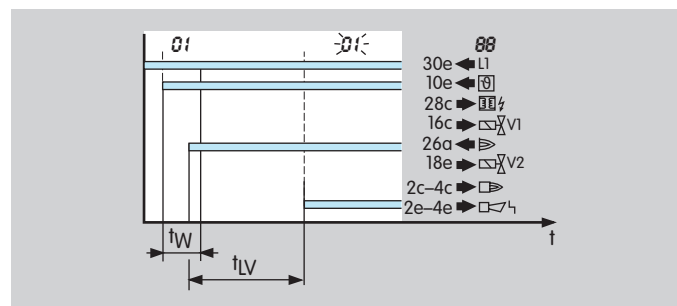 01 01 88
30e L1
10e ϑ
28c
16c V1
26a
18e V2
2c–4c
2e–4e
t
tW
tLV